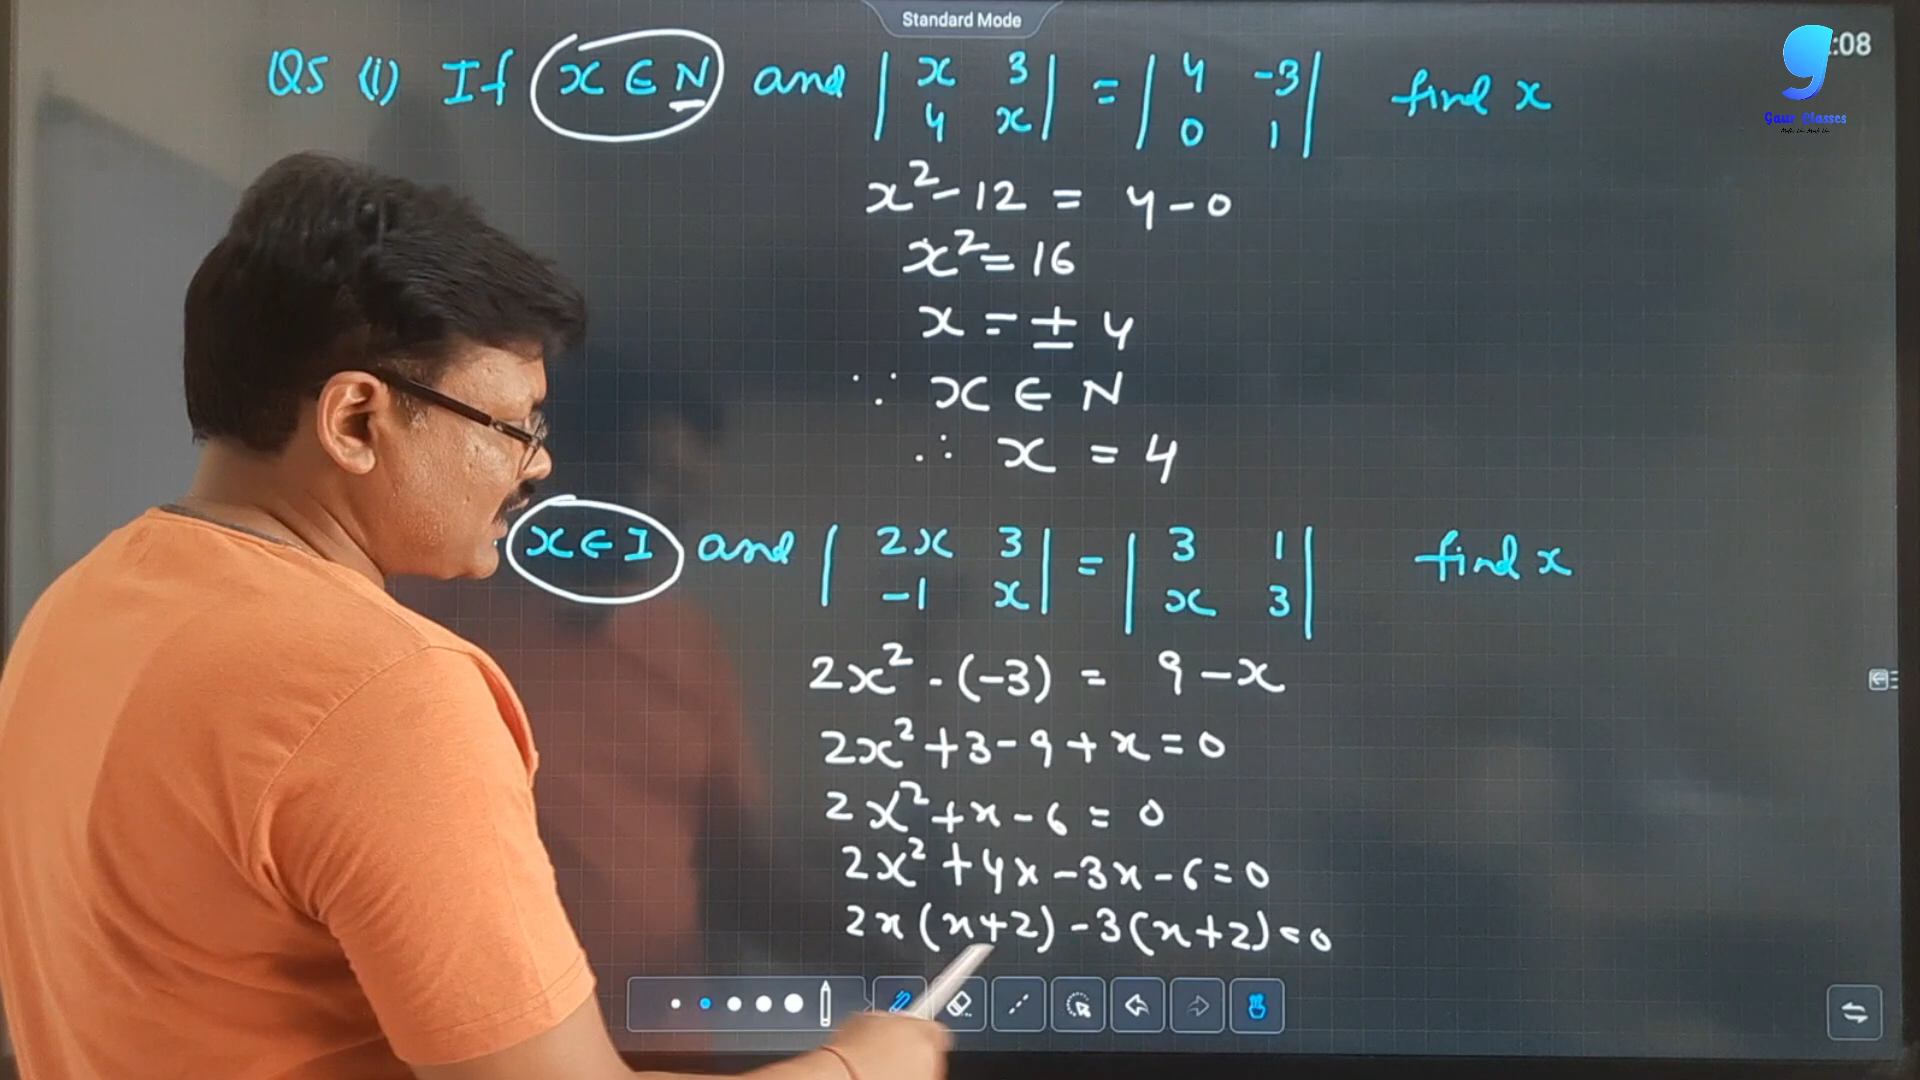 Standard Mode
:08
Gaur Classes
Q5 (i) If x ∈ N and | x 3 | = | 4 -3 | find x
| 4 x | | 0 1 |
x² - 12 = 4 - 0
x² = 16
x = ± 4
∵ x ∈ N
∴ x = 4
x ∈ I and | 2x 3 | = | 3 1 | find x
| -1 x | | x 3 |
2x² - (-3) = 9 - x
2x² + 3 - 9 + x = 0
2x² + x - 6 = 0
2x² + 4x - 3x - 6 = 0
2x (x + 2) - 3 (x + 2) = 0